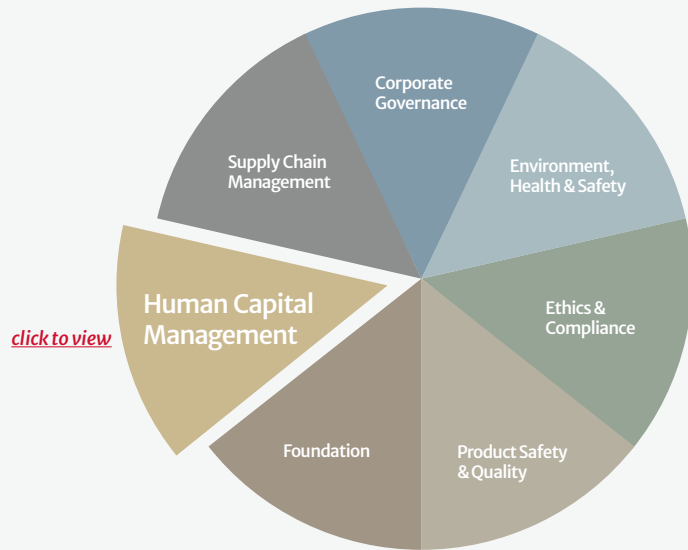 Corporate
Governance
Environment,
Health & Safety
Supply Chain
Management
Human Capital
Management
click to view
Ethics &
Compliance
Foundation
Product Safety
& Quality